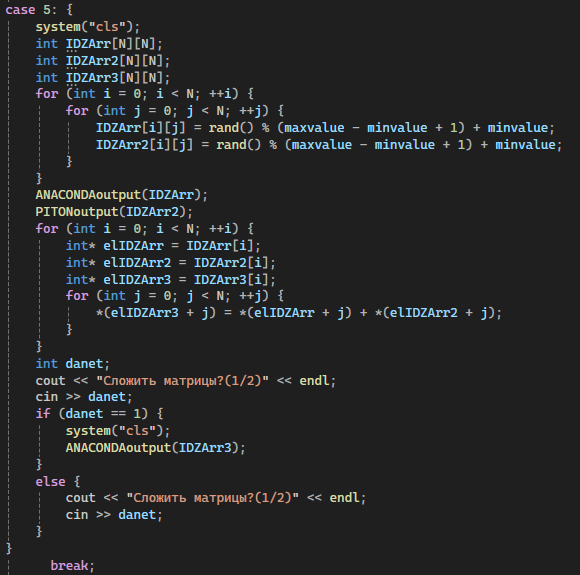 case 5: {
    system("cls");
    int IDZArr[N][N];
    int IDZArr2[N][N];
    int IDZArr3[N][N];
    for (int i = 0; i < N; ++i) {
        for (int j = 0; j < N; ++j) {
            IDZArr[i][j] = rand() % (maxvalue - minvalue + 1) + minvalue;
            IDZArr2[i][j] = rand() % (maxvalue - minvalue + 1) + minvalue;
        }
    }
    ANACONDAoutput(IDZArr);
    PITONoutput(IDZArr2);
    for (int i = 0; i < N; ++i) {
        int* elIDZArr = IDZArr[i];
        int* elIDZArr2 = IDZArr2[i];
        int* elIDZArr3 = IDZArr3[i];
        for (int j = 0; j < N; ++j) {
            *(elIDZArr3 + j) = *(elIDZArr + j) + *(elIDZArr2 + j);
        }
    }
    int danet;
    cout << "Сложить матрицы?(1/2)" << endl;
    cin >> danet;
    if (danet == 1) {
        system("cls");
        ANACONDAoutput(IDZArr3);
    }
    else {
        cout << "Сложить матрицы?(1/2)" << endl;
        cin >> danet;
    }
}
      break;